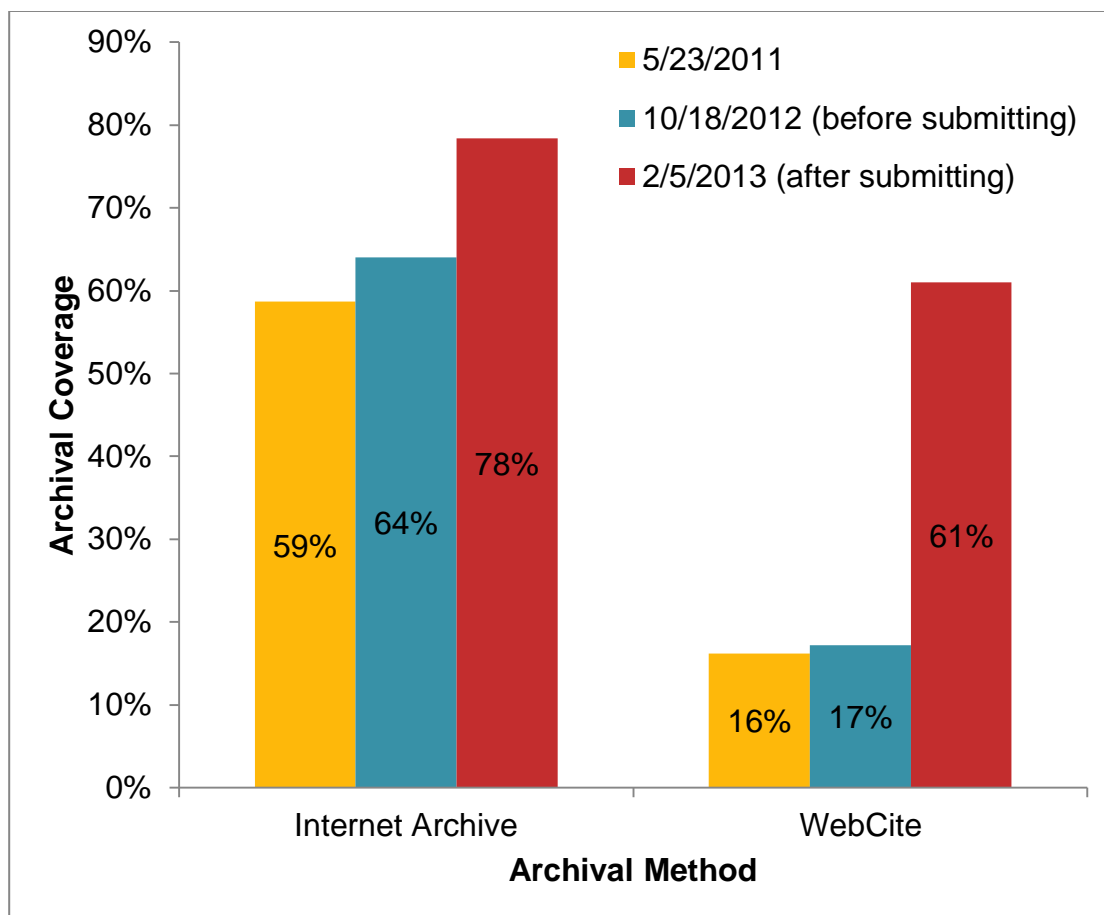 90%
80%
70%
60%
50%
40%
30%
20%
10%
0%
Archival Coverage
5/23/2011
10/18/2012 (before submitting)
2/5/2013 (after submitting)
59%
64%
78%
16%
17%
61%
Internet Archive
WebCite
Archival Method